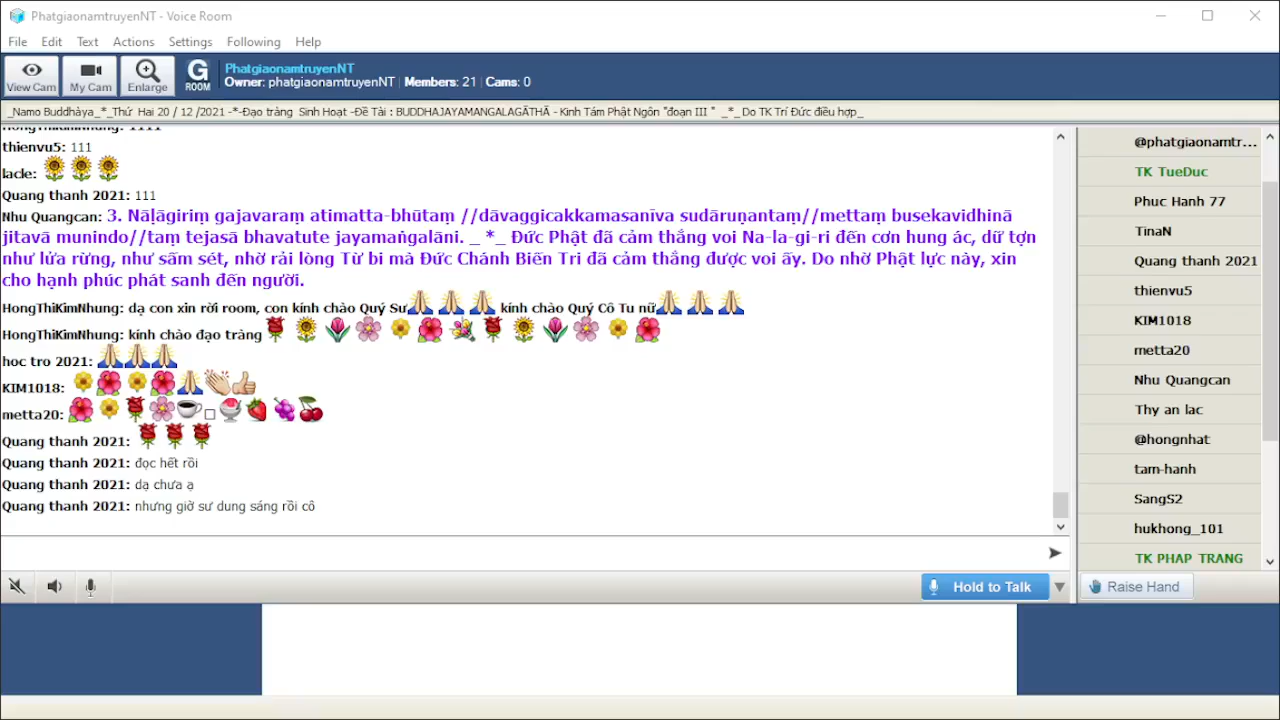 PhatgiaonamtruyenNT - Voice Room
File Edit Text Actions Settings Following Help
View Cam My Cam Enlarge G ROOM
PhatgiaonamtruyenNT
Owner: phatgiaonamtruyenNT Members: 21 Cams: 0
_Namo Buddhàya_*_Thứ Hai 20 / 12 /2021 -*-Đạo tràng Sinh Hoạt -Đề Tài : BUDDHAJAYAMANGALAGĀTHĀ - Kinh Tám Phật Ngôn "đoạn III " _*_ Do TK Trí Đức điều hợp_
HongThiKimNhung: 1111
thienvu5: 111
lacle:
Quang thanh 2021: 111
Nhu Quangcan: 3. Nāḷāgiriṃ gajavaraṃ atimatta-bhūtaṃ //dāvaggicakkamasanīva sudāruṇantaṃ//mettaṃ busekavidhinā
jitavā munindo//taṃ tejasā bhavatute jayamaṅgalāni. _ *_ Đức Phật đã cảm thắng voi Na-la-gi-ri đến cơn hung ác, dữ tợn
như lửa rừng, như sấm sét, nhờ rải lòng Từ bi mà Đức Chánh Biến Tri đã cảm thắng được voi ấy. Do nhờ Phật lực này, xin
cho hạnh phúc phát sanh đến người.
HongThiKimNhung: dạ con xin rời room, con kính chào Quý Sư kính chào Quý Cô Tu nữ
HongThiKimNhung: kính chào đạo tràng
hoc tro 2021:
KIM1018:
metta20:
Quang thanh 2021:
Quang thanh 2021: đọc hết rồi
Quang thanh 2021: dạ chưa ạ
Quang thanh 2021: nhưng giờ sư dung sáng rồi cô
@phatgiaonamtr...
TK TueDuc
Phuc Hanh 77
TinaN
Quang thanh 2021
thienvu5
KIM1018
metta20
Nhu Quangcan
Thy an lac
@hongnhat
tam-hanh
SangS2
hukhong_101
TK PHAP TRANG
Hold to Talk
Raise Hand